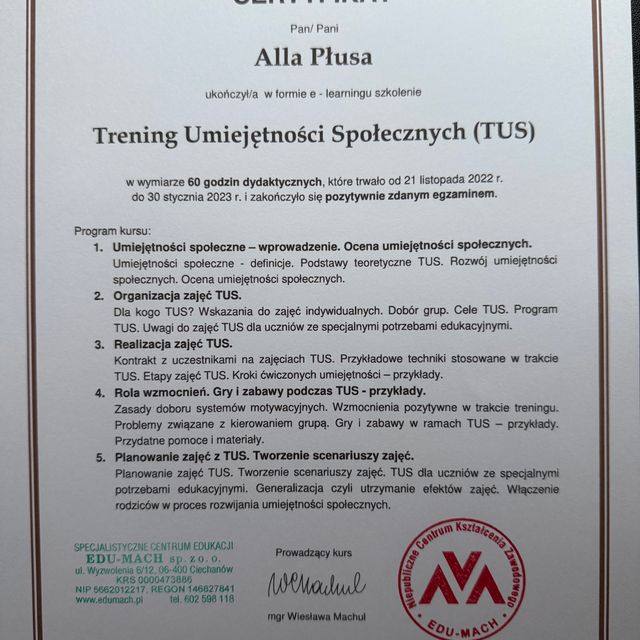 CERTYFIKAT
Pan/ Pani
Alla Płusa
ukończył/a w formie e - learningu szkolenie
Trening Umiejętności Społecznych (TUS)
w wymiarze 60 godzin dydaktycznych, które trwało od 21 listopada 2022 r.
do 30 stycznia 2023 r. i zakończyło się pozytywnie zdanym egzaminem.
Program kursu:
1. Umiejętności społeczne – wprowadzenie. Ocena umiejętności społecznych.
Umiejętności społeczne - definicje. Podstawy teoretyczne TUS. Rozwój umiejętności
społecznych. Ocena umiejętności społecznych.
2. Organizacja zajęć TUS.
Dla kogo TUS? Wskazania do zajęć indywidualnych. Dobór grup. Cele TUS. Program
TUS. Uwagi do zajęć TUS dla uczniów ze specjalnymi potrzebami edukacyjnymi.
3. Realizacja zajęć TUS.
Kontrakt z uczestnikami na zajęciach TUS. Przykładowe techniki stosowane w trakcie
TUS. Etapy zajęć TUS. Kroki ćwiczonych umiejętności – przykłady.
4. Rola wzmocnień. Gry i zabawy podczas TUS - przykłady.
Zasady doboru systemów motywacyjnych. Wzmocnienia pozytywne w trakcie treningu.
Problemy związane z kierowaniem grupą. Gry i zabawy w ramach TUS – przykłady.
Przydatne pomoce i materiały.
5. Planowanie zajęć z TUS. Tworzenie scenariuszy zajęć.
Planowanie zajęć TUS. Tworzenie scenariuszy zajęć. TUS dla uczniów ze specjalnymi
potrzebami edukacyjnymi. Generalizacja czyli utrzymanie efektów zajęć. Włączenie
rodziców w proces rozwijania umiejętności społecznych.
SPECJALISTYCZNE CENTRUM EDUKACJI
EDU-MACH sp. z o. o.
ul. Wyzwolenia 6/12, 06-400 Ciechanów
KRS 0000473886
NIP 5662012217, REGON 146827841
www.edumach.pl tel. 602 598 118
Prowadzący kurs
mgr Wiesława Machul
Niepubliczne Centrum Kształcenia Zawodowego
• EDU-MACH •